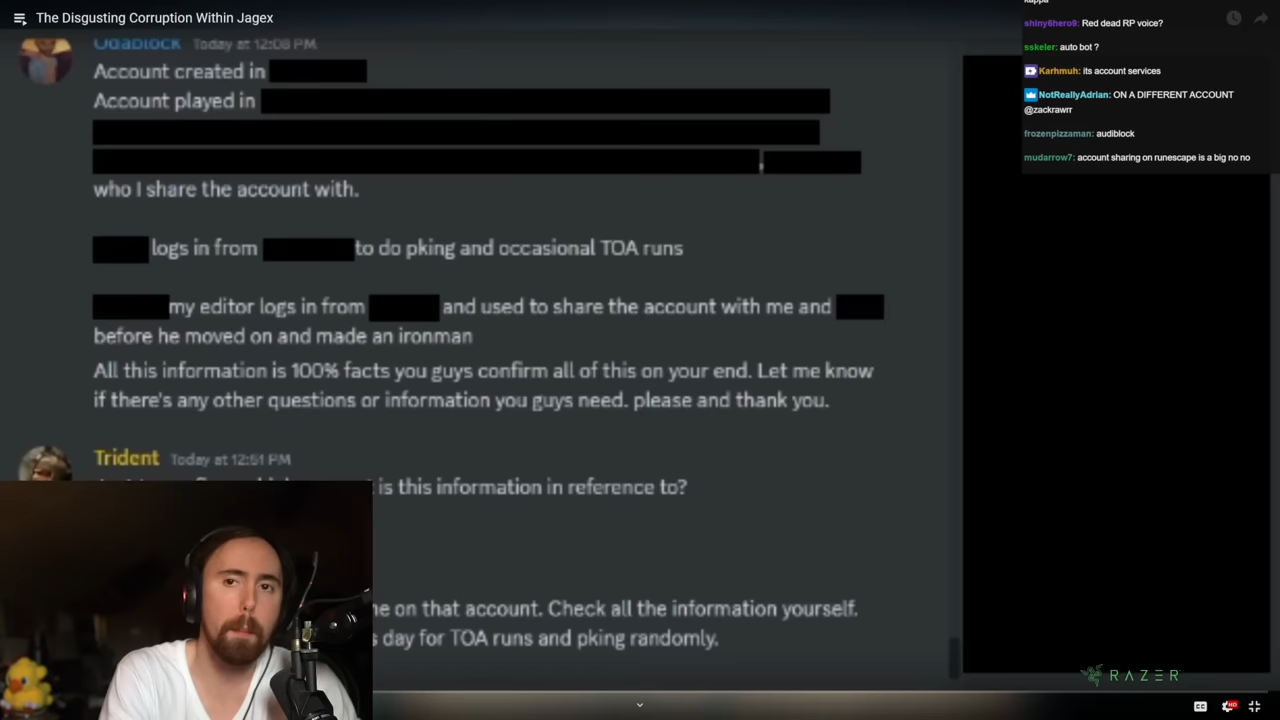 The Disgusting Corruption Within Jagex
Odablock Today at 12:08 PM
Account created in
Account played in
who I share the account with.
logs in from to do pking and occasional TOA runs
my editor logs in from and used to share the account with me and
before he moved on and made an ironman
All this information is 100% facts you guys confirm all of this on your end. Let me know
if there's any other questions or information you guys need. please and thank you.
Trident Today at 12:51 PM
is this information in reference to?
on that account. Check all the information yourself.
day for TOA runs and pking randomly.
kappa
shiny6hero9: Red dead RP voice?
sskeler: auto bot ?
Karhmuh: its account services
NotReallyAdrian: ON A DIFFERENT ACCOUNT
@zackrawrr
frozenpizzaman: audiblock
mudarrow7: account sharing on runescape is a big no no
RAZER
CC
HD